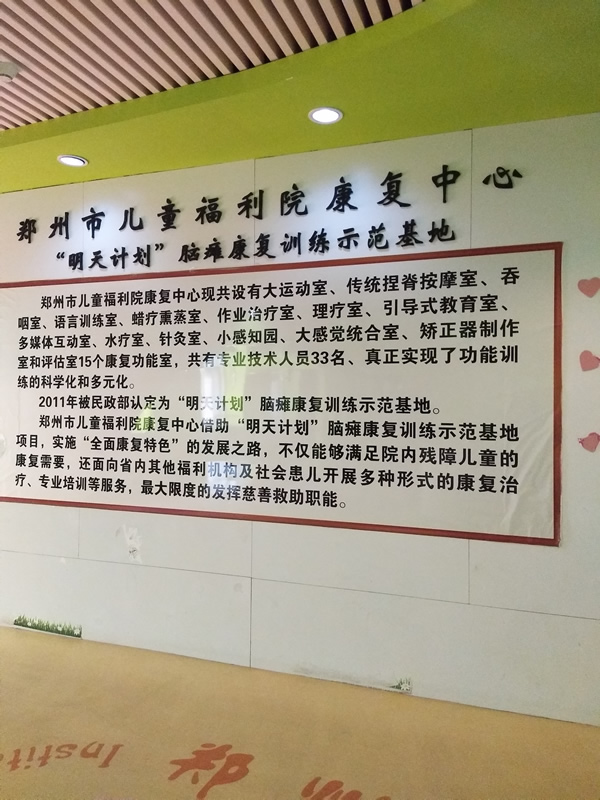 郑州市儿童福利院康复中心
“明天计划”脑瘫康复训练示范基地
郑州市儿童福利院康复中心现共设有大运动室、传统捏脊按摩室、吞
咽室、语言训练室、蜡疗熏蒸室、作业治疗室、理疗室、引导式教育室、
多媒体互动室、水疗室、针灸室、小感知园、大感觉统合室、矫正器制作
室和评估室15个康复功能室，共有专业技术人员33名、真正实现了功能训
练的科学化和多元化。
2011年被民政部认定为“明天计划”脑瘫康复训练示范基地。
郑州市儿童福利院康复中心借助“明天计划”脑瘫康复训练示范基地
项目，实施“全面康复特色”的发展之路，不仅能够满足院内残障儿童的
康复需要，还面向省内其他福利机构及社会患儿开展多种形式的康复治
疗、专业培训等服务，最大限度的发挥慈善救助职能。